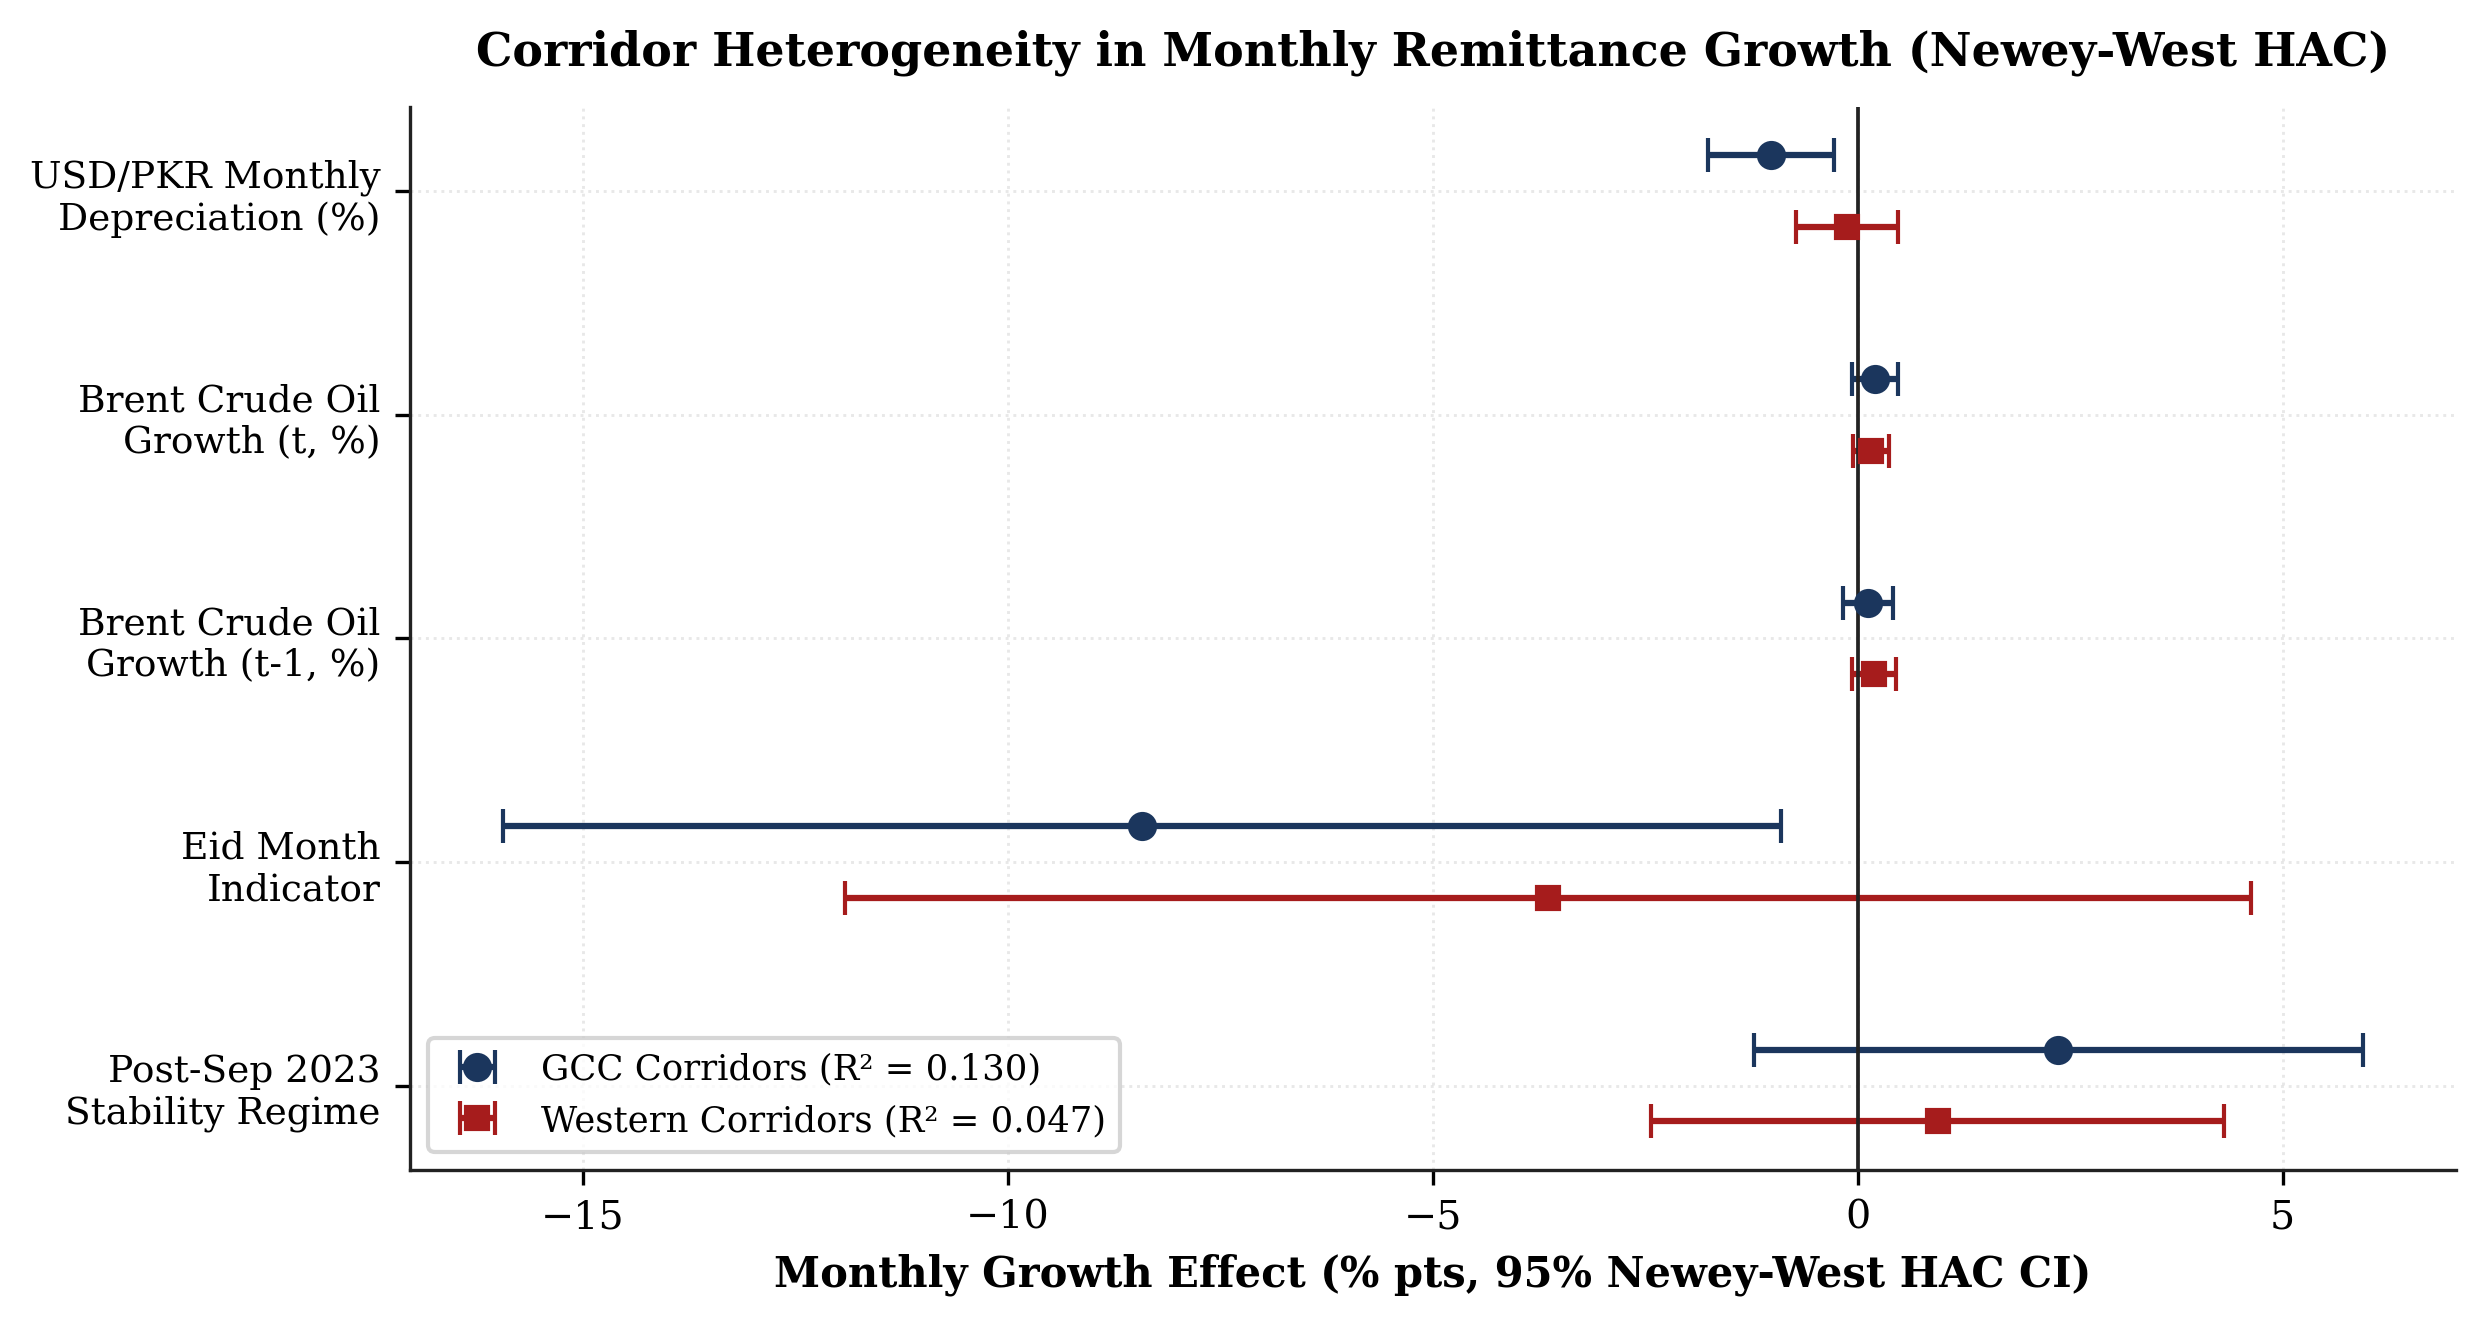 Corridor Heterogeneity in Monthly Remittance Growth (Newey-West HAC)
USD/PKR Monthly
Depreciation (%)
Brent Crude Oil
Growth (t, %)
Brent Crude Oil
Growth (t-1, %)
Eid Month
Indicator
Post-Sep 2023
Stability Regime
GCC Corridors (R² = 0.130)
Western Corridors (R² = 0.047)
−15
−10
−5
0
5
Monthly Growth Effect (% pts, 95% Newey-West HAC CI)